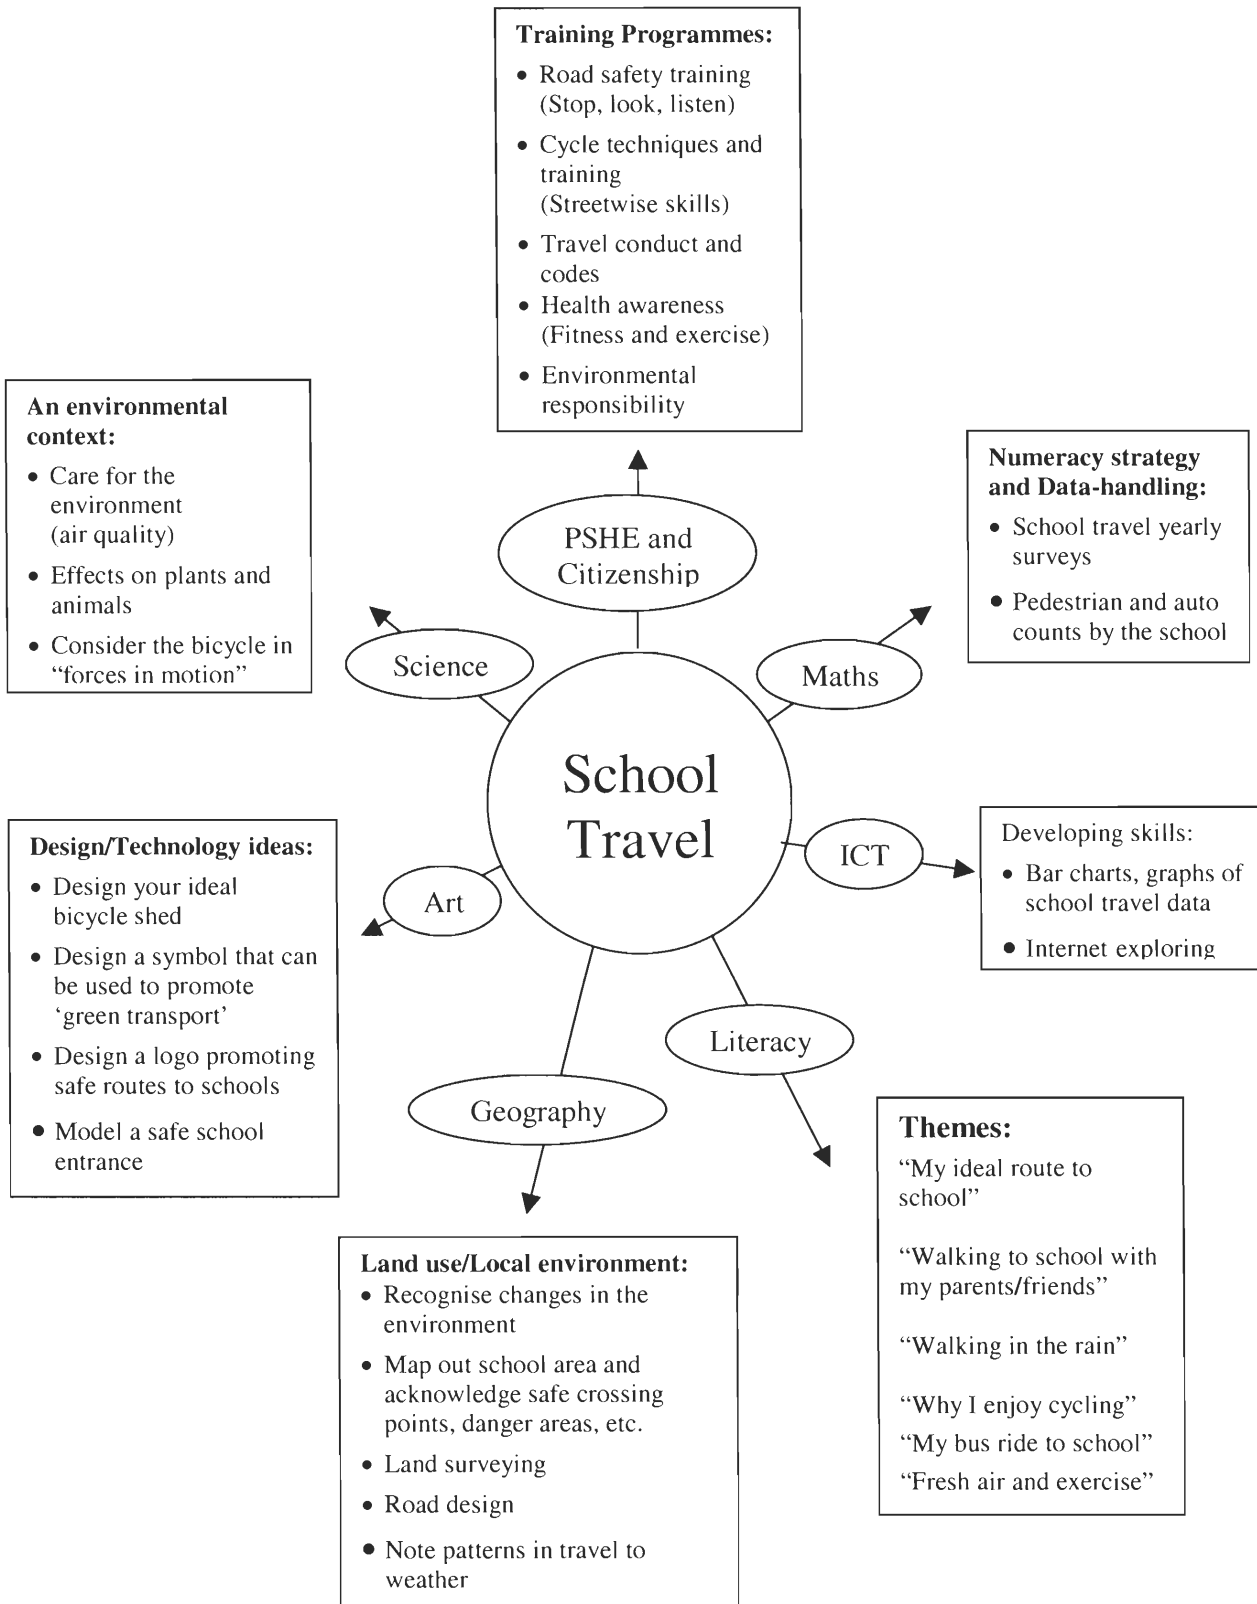 Training Programmes:
• Road safety training
(Stop, look, listen)
• Cycle techniques and
training
(Streetwise skills)
• Travel conduct and
codes
• Health awareness
(Fitness and exercise)
• Environmental
responsibility
An environmental
context:
• Care for the
environment
(air quality)
• Effects on plants and
animals
• Consider the bicycle in
“forces in motion”
Numeracy strategy
and Data-handling:
• School travel yearly
surveys
• Pedestrian and auto
counts by the school
PSHE and
Citizenship
Science
Maths
School
Travel
ICT
Art
Geography
Literacy
Developing skills:
• Bar charts, graphs of
school travel data
• Internet exploring
Design/Technology ideas:
• Design your ideal
bicycle shed
• Design a symbol that can
be used to promote
‘green transport’
• Design a logo promoting
safe routes to schools
• Model a safe school
entrance
Themes:
“My ideal route to
school”
“Walking to school with
my parents/friends”
“Walking in the rain”
“Why I enjoy cycling”
“My bus ride to school”
“Fresh air and exercise”
Land use/Local environment:
• Recognise changes in the
environment
• Map out school area and
acknowledge safe crossing
points, danger areas, etc.
• Land surveying
• Road design
• Note patterns in travel to
weather